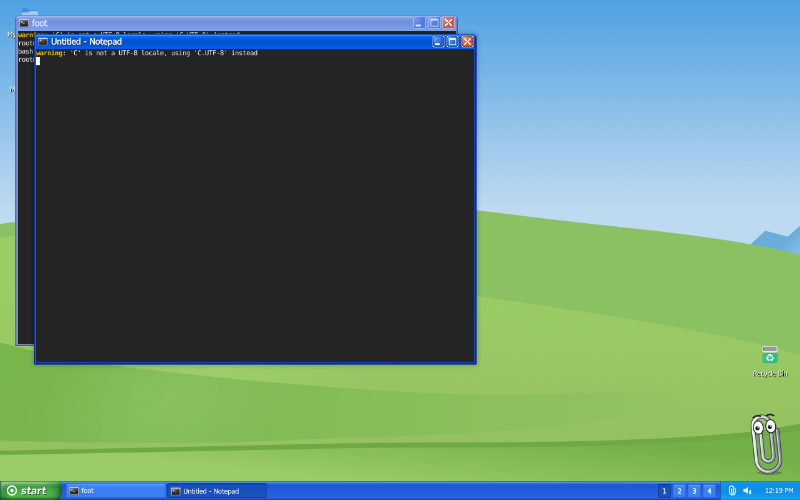 foot
Untitled - Notepad
warning: 'C' is not a UTF-8 locale, using 'C.UTF-8' instead
Recycle Bin
start
foot
Untitled - Notepad
1 2 3 4
12:19 PM